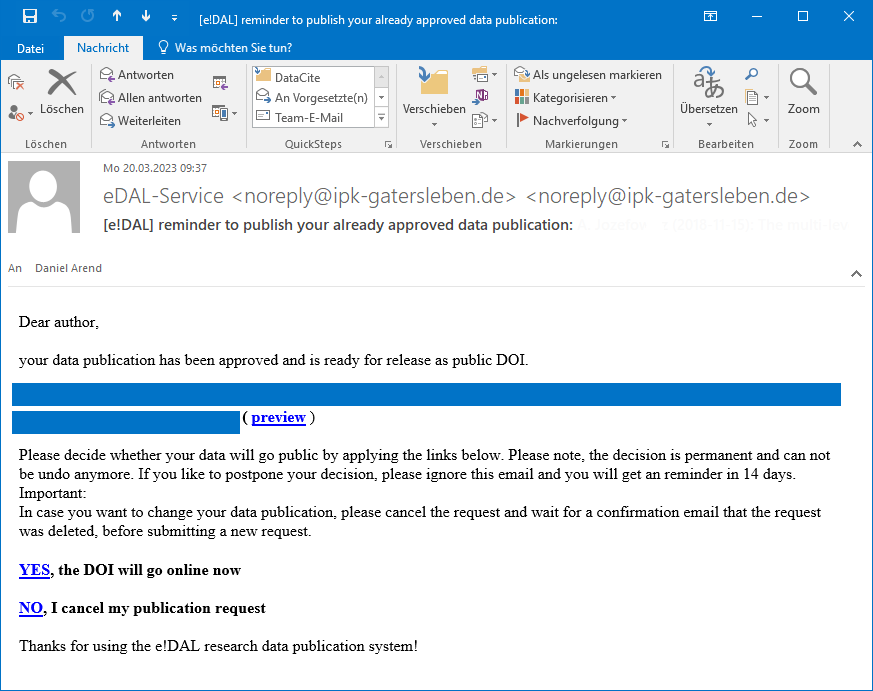 [e!DAL] reminder to publish your already approved data publication:
Datei Nachricht Was möchten Sie tun?
Löschen
Antworten
Allen antworten
Weiterleiten
DataCite
An Vorgesetzte(n)
Team-E-Mail
Verschieben
Als ungelesen markieren
Kategorisieren
Nachverfolgung
Übersetzen
Zoom
Löschen Antworten QuickSteps Verschieben Markierungen Bearbeiten Zoom
Mo 20.03.2023 09:37
eDAL-Service <noreply@ipk-gatersleben.de> <noreply@ipk-gatersleben.de>
[e!DAL] reminder to publish your already approved data publication:
An Daniel Arend
Dear author,
your data publication has been approved and is ready for release as public DOI.
( preview )
Please decide whether your data will go public by applying the links below. Please note, the decision is permanent and can not
be undo anymore. If you like to postpone your decision, please ignore this email and you will get an reminder in 14 days.
Important:
In case you want to change your data publication, please cancel the request and wait for a confirmation email that the request
was deleted, before submitting a new request.
YES, the DOI will go online now
NO, I cancel my publication request
Thanks for using the e!DAL research data publication system!